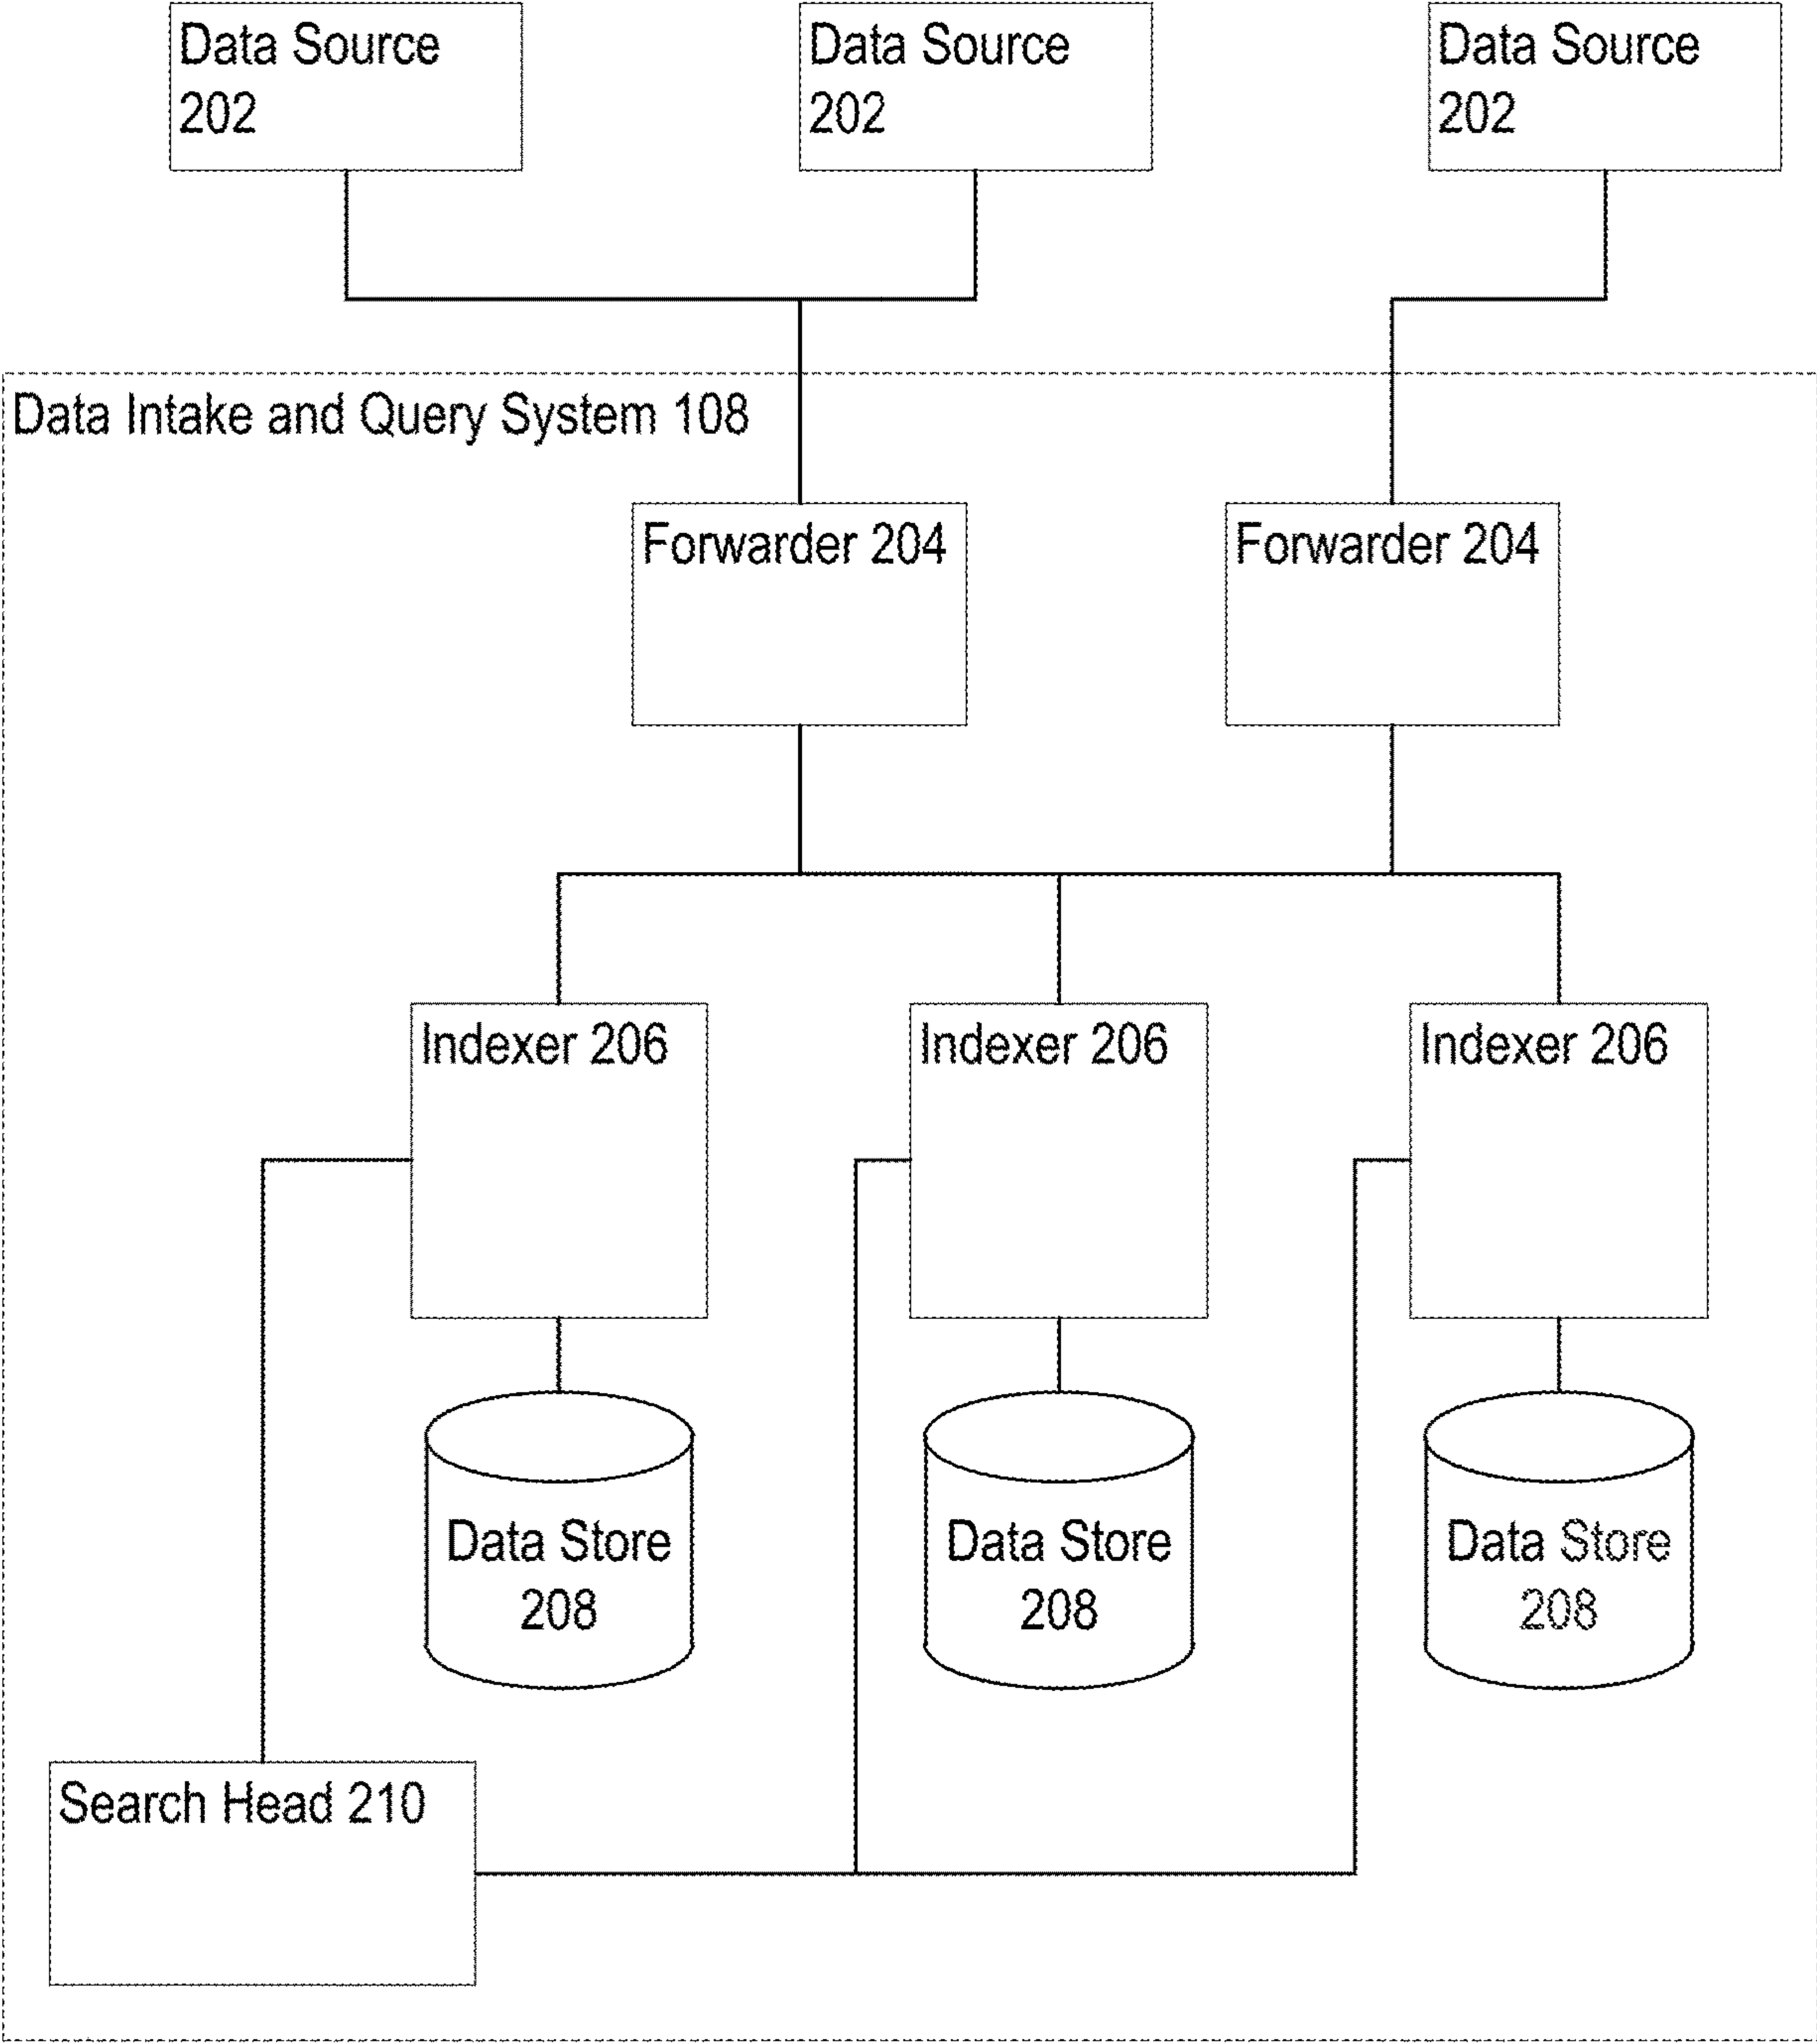 Data Source
202
Data Source
202
Data Source
202
Data Intake and Query System 108
Forwarder 204
Forwarder 204
Indexer 206
Indexer 206
Indexer 206
Data Store
208
Data Store
208
Data Store
208
Search Head 210